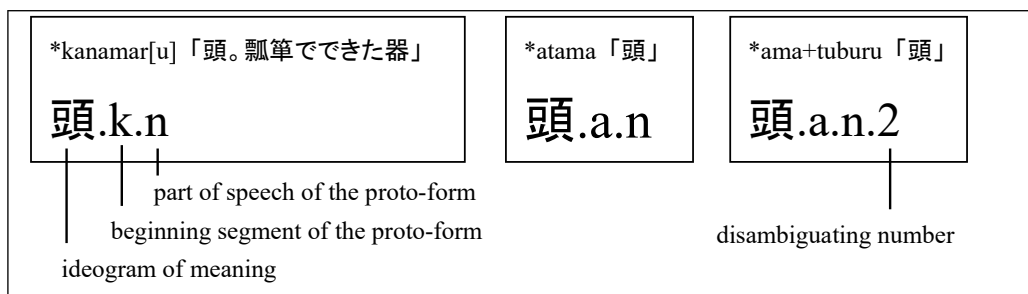 *kanamar[u]「頭。瓢箪でできた器」
頭.k.n
part of speech of the proto-form
beginning segment of the proto-form
ideogram of meaning
*atama「頭」
頭.a.n
*ama+tuburu「頭」
頭.a.n.2
disambiguating number